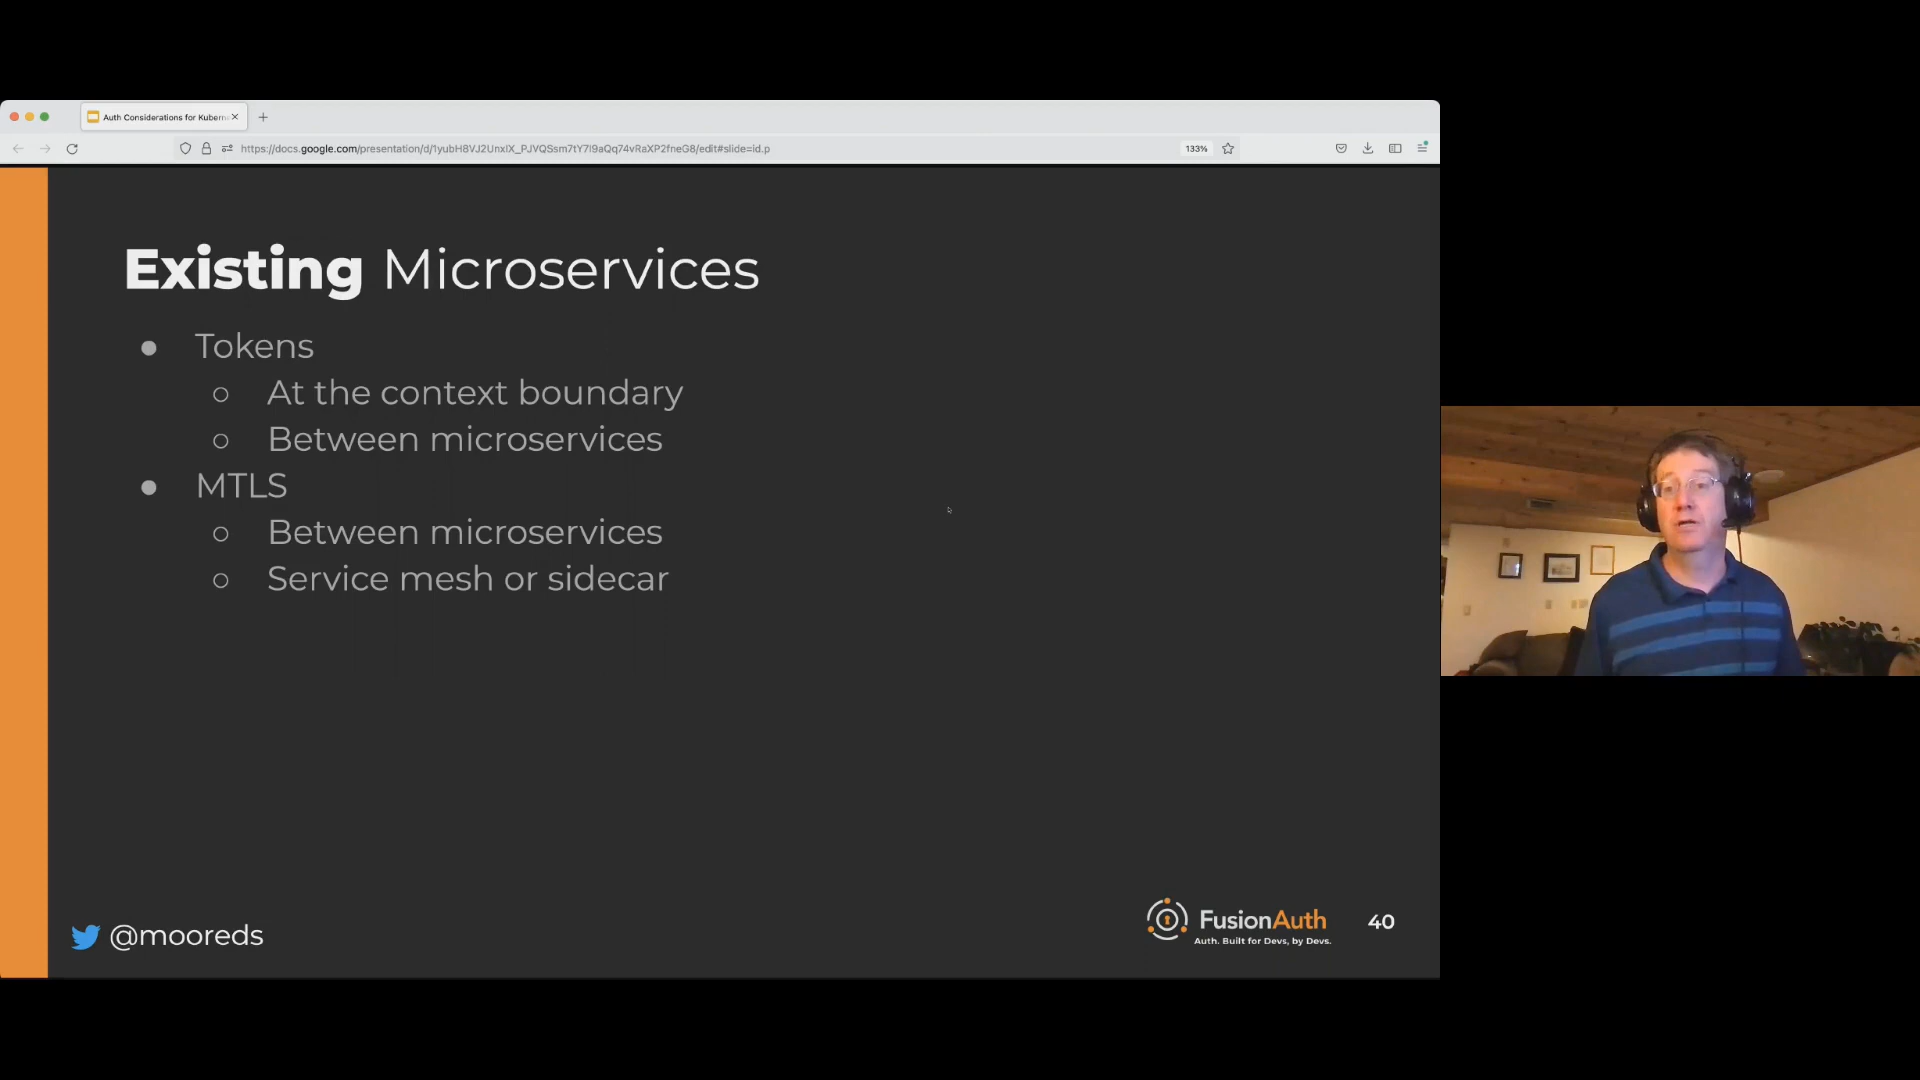 Auth Considerations for Kubern
https://docs.google.com/presentation/d/1yubH8VJ2UnxIX_PJYQSsm7tY7I9aQq74vRaXP2fneG8/edit#slide=id.p
133%
Existing Microservices
● Tokens
○ At the context boundary
○ Between microservices
● MTLS
○ Between microservices
○ Service mesh or sidecar
@mooreds
FusionAuth
Auth. Built for Devs, by Devs.
40